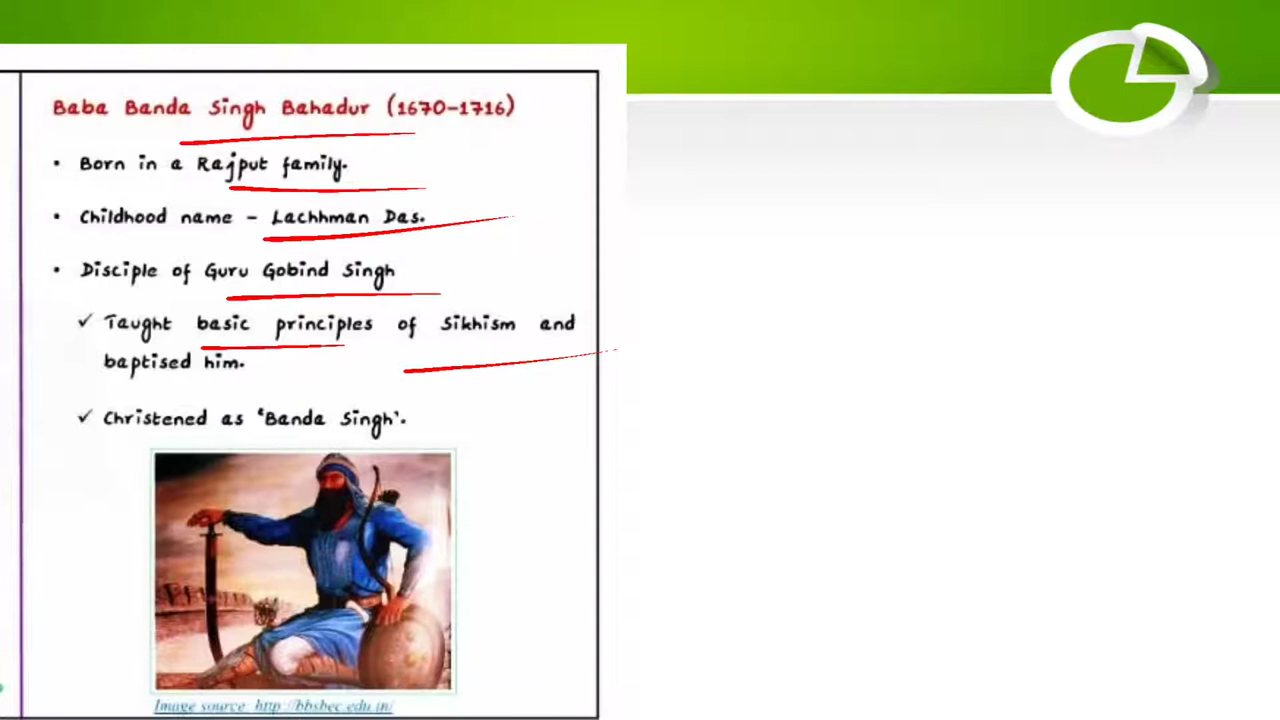 Baba Banda Singh Bahadur (1670-1716)
• Born in a Rajput family.
• Childhood name - Lachhman Das.
• Disciple of Guru Gobind Singh
✓ Taught basic principles of Sikhism and
baptised him.
✓ Christened as ‘Banda Singh’.
Image source: http://bbsbec.edu.in/